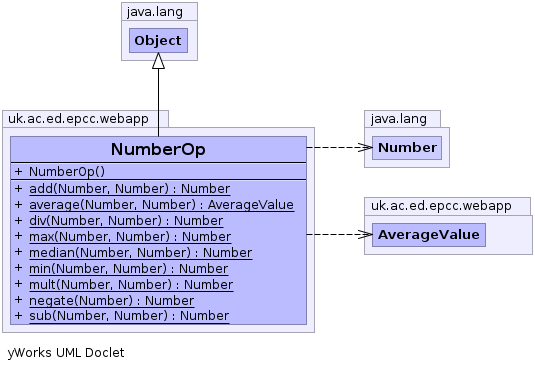 java.lang
Object
uk.ac.ed.epcc.webapp
NumberOp
+ NumberOp()
+ add(Number, Number) : Number
+ average(Number, Number) : AverageValue
+ div(Number, Number) : Number
+ max(Number, Number) : Number
+ median(Number, Number) : Number
+ min(Number, Number) : Number
+ mult(Number, Number) : Number
+ negate(Number) : Number
+ sub(Number, Number) : Number
java.lang
Number
uk.ac.ed.epcc.webapp
AverageValue
yWorks UML Doclet